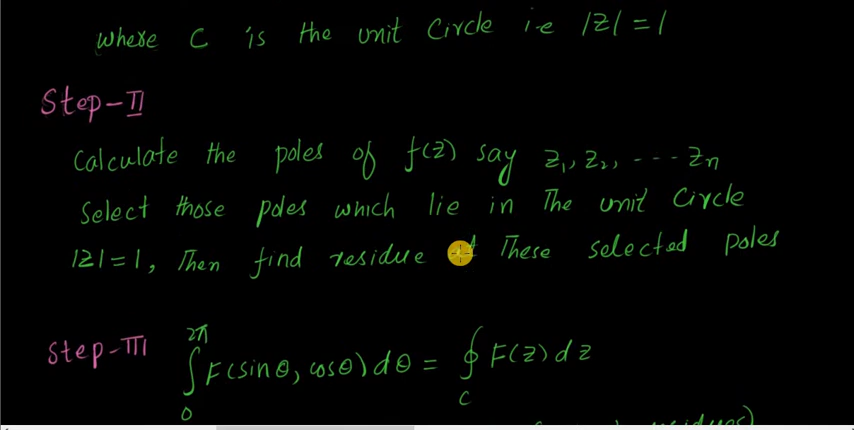 where C is the unit Circle i.e |z| = 1
Step-II
Calculate the poles of f(z) say z₁, z₂, --- zₙ
Select those poles which lie in The unit Circle
|z| = 1, Then find residue at These selected poles
Step-III ∫₀^2π F(sinθ, cosθ) dθ = ∮_C F(z) dz
residues)